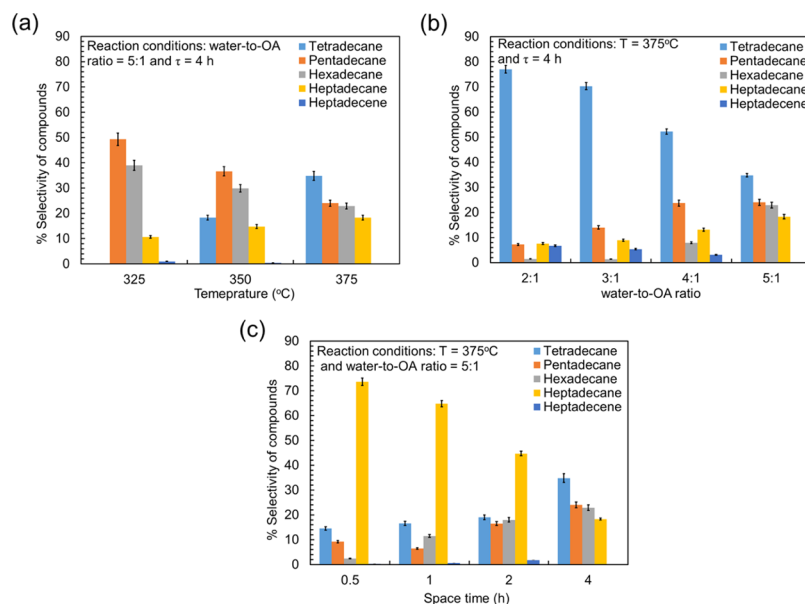 (a)
90
80
70
60
50
40
30
20
10
0
% Selectivity of compounds
Reaction conditions: water-to-OA
ratio = 5:1 and τ = 4 h
Tetradecane
Pentadecane
Hexadecane
Heptadecane
Heptadecene
325 350 375
Temeprature (ºC)
(b)
90
80
70
60
50
40
30
20
10
0
% Selectivity of compounds
Reaction conditions: T = 375ºC
and τ = 4 h
Tetradecane
Pentadecane
Hexadecane
Heptadecane
Heptadecene
2:1 3:1 4:1 5:1
water-to-OA ratio
(c)
90
80
70
60
50
40
30
20
10
0
% Selectivity of compounds
Reaction conditions: T = 375ºC
and water-to-OA ratio = 5:1
Tetradecane
Pentadecane
Hexadecane
Heptadecane
Heptadecene
0.5 1 2 4
Space time (h)